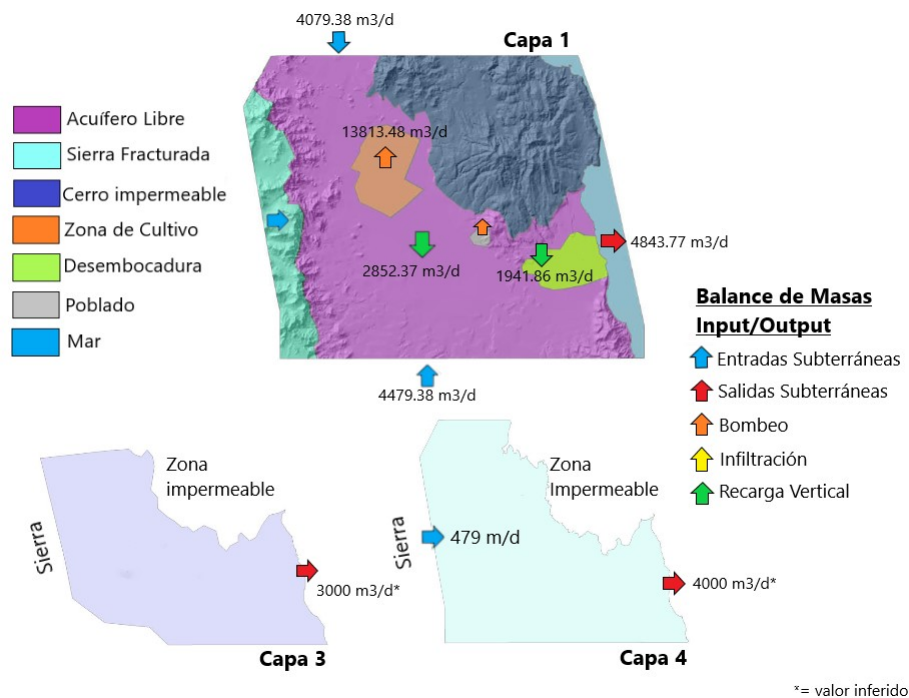 4079.38 m3/d
Capa 1
13813.48 m3/d
Acuífero Libre
Sierra Fracturada
Cerro impermeable
Zona de Cultivo
Desembocadura
Poblado
Mar
2852.37 m3/d
1941.86 m3/d
4843.77 m3/d
4479.38 m3/d
Balance de Masas
Input/Output
Entradas Subterráneas
Salidas Subterráneas
Bombeo
Infiltración
Recarga Vertical
Sierra
Zona
impermeable
3000 m3/d*
Capa 3
Sierra
479 m/d
Zona
Impermeable
4000 m3/d*
Capa 4
*= valor inferido